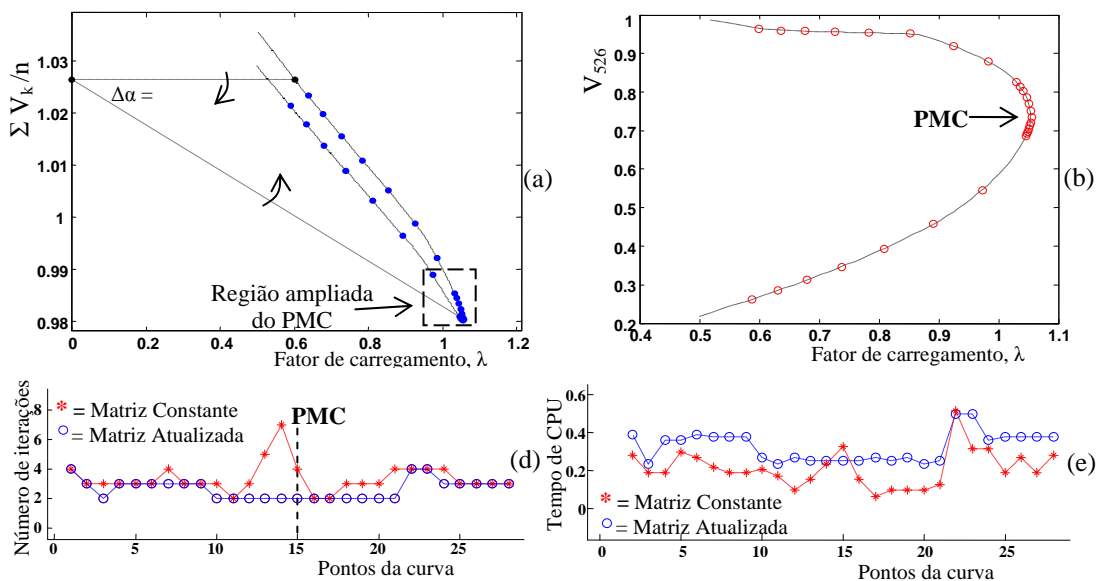 1.03
1.02
1.01
1
0.99
0.98
Σ V_k /n
Δα =
Região ampliada
do PMC
0
0.2
0.4
0.6
0.8
1
1.2
Fator de carregamento, λ
(a)
1
0.9
0.8
0.7
0.6
0.5
0.4
0.3
0.2
V_526
PMC
0.4
0.5
0.6
0.7
0.8
0.9
1
1.1
Fator de carregamento, λ
(b)
8
6
4
2
0
Número de iterações
* = Matriz Constante
= Matriz Atualizada
PMC
(d)
0
5
10
15
20
25
Pontos da curva
0.6
0.4
0.2
0
Tempo de CPU
* = Matriz Constante
= Matriz Atualizada
(e)
0
5
10
15
20
25
Pontos da curva